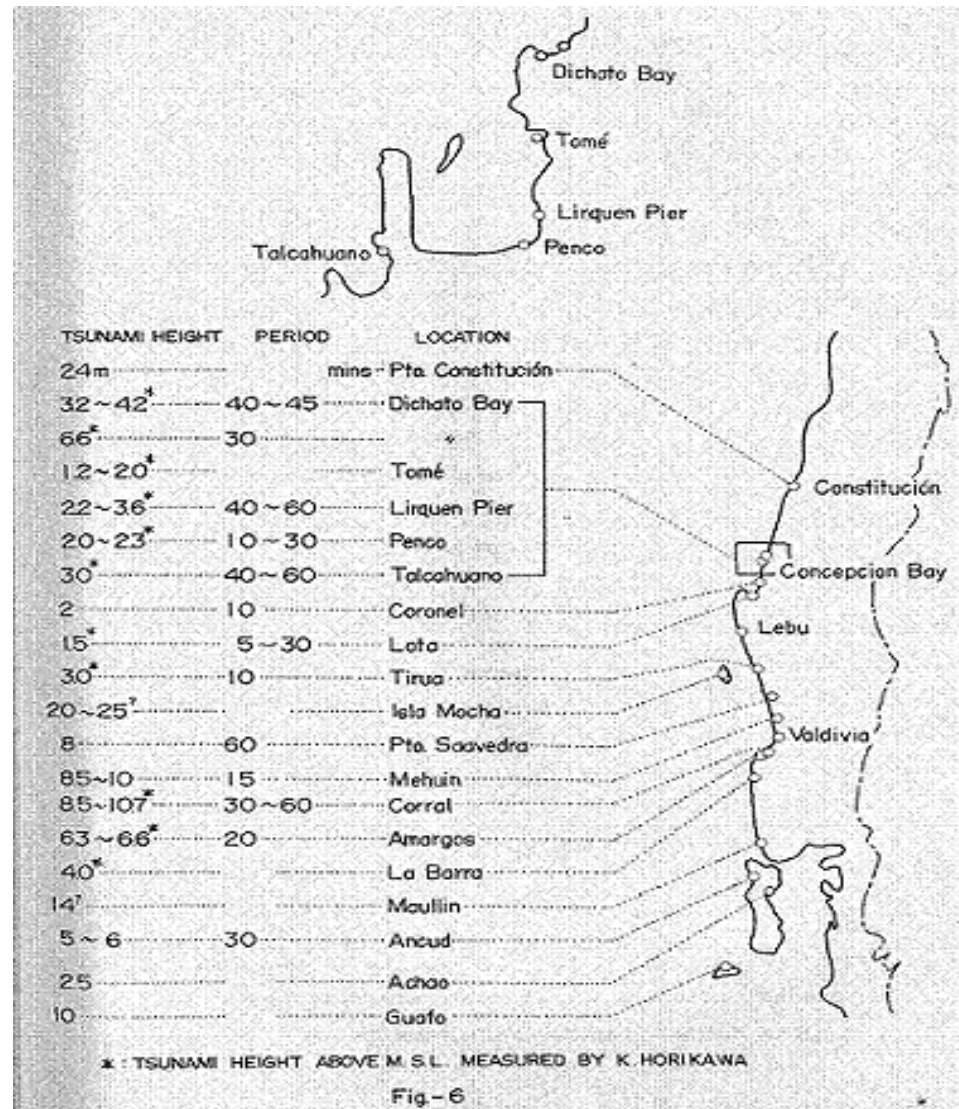 Dichato Bay
Tomé
Lirquen Pier
Penco
Talcahuano
TSUNAMI HEIGHT PERIOD LOCATION
24m mins Pta. Constitución
32~42* 40~45 Dichato Bay
66* 30 "
1.2~2.0* Tomé
22~36* 40~60 Lirquen Pier
20~23* 10~30 Penco
30* 40~60 Talcahuano
2 10 Coronel
15* 5~30 Lota
30* 10 Tirua
20~25? Isla Mocha
8 60 Pto. Saavedra
85~10 15 Mehuin
85~107* 30~60 Corral
63~66* 20 Amargos
40* La Barra
14? Maullin
5~6 30 Ancud
25 Achao
10 Guafo
Constitución
Concepcion Bay
Lebu
Valdivia
* : TSUNAMI HEIGHT ABOVE M.S.L. MEASURED BY K. HORIKAWA
Fig-6